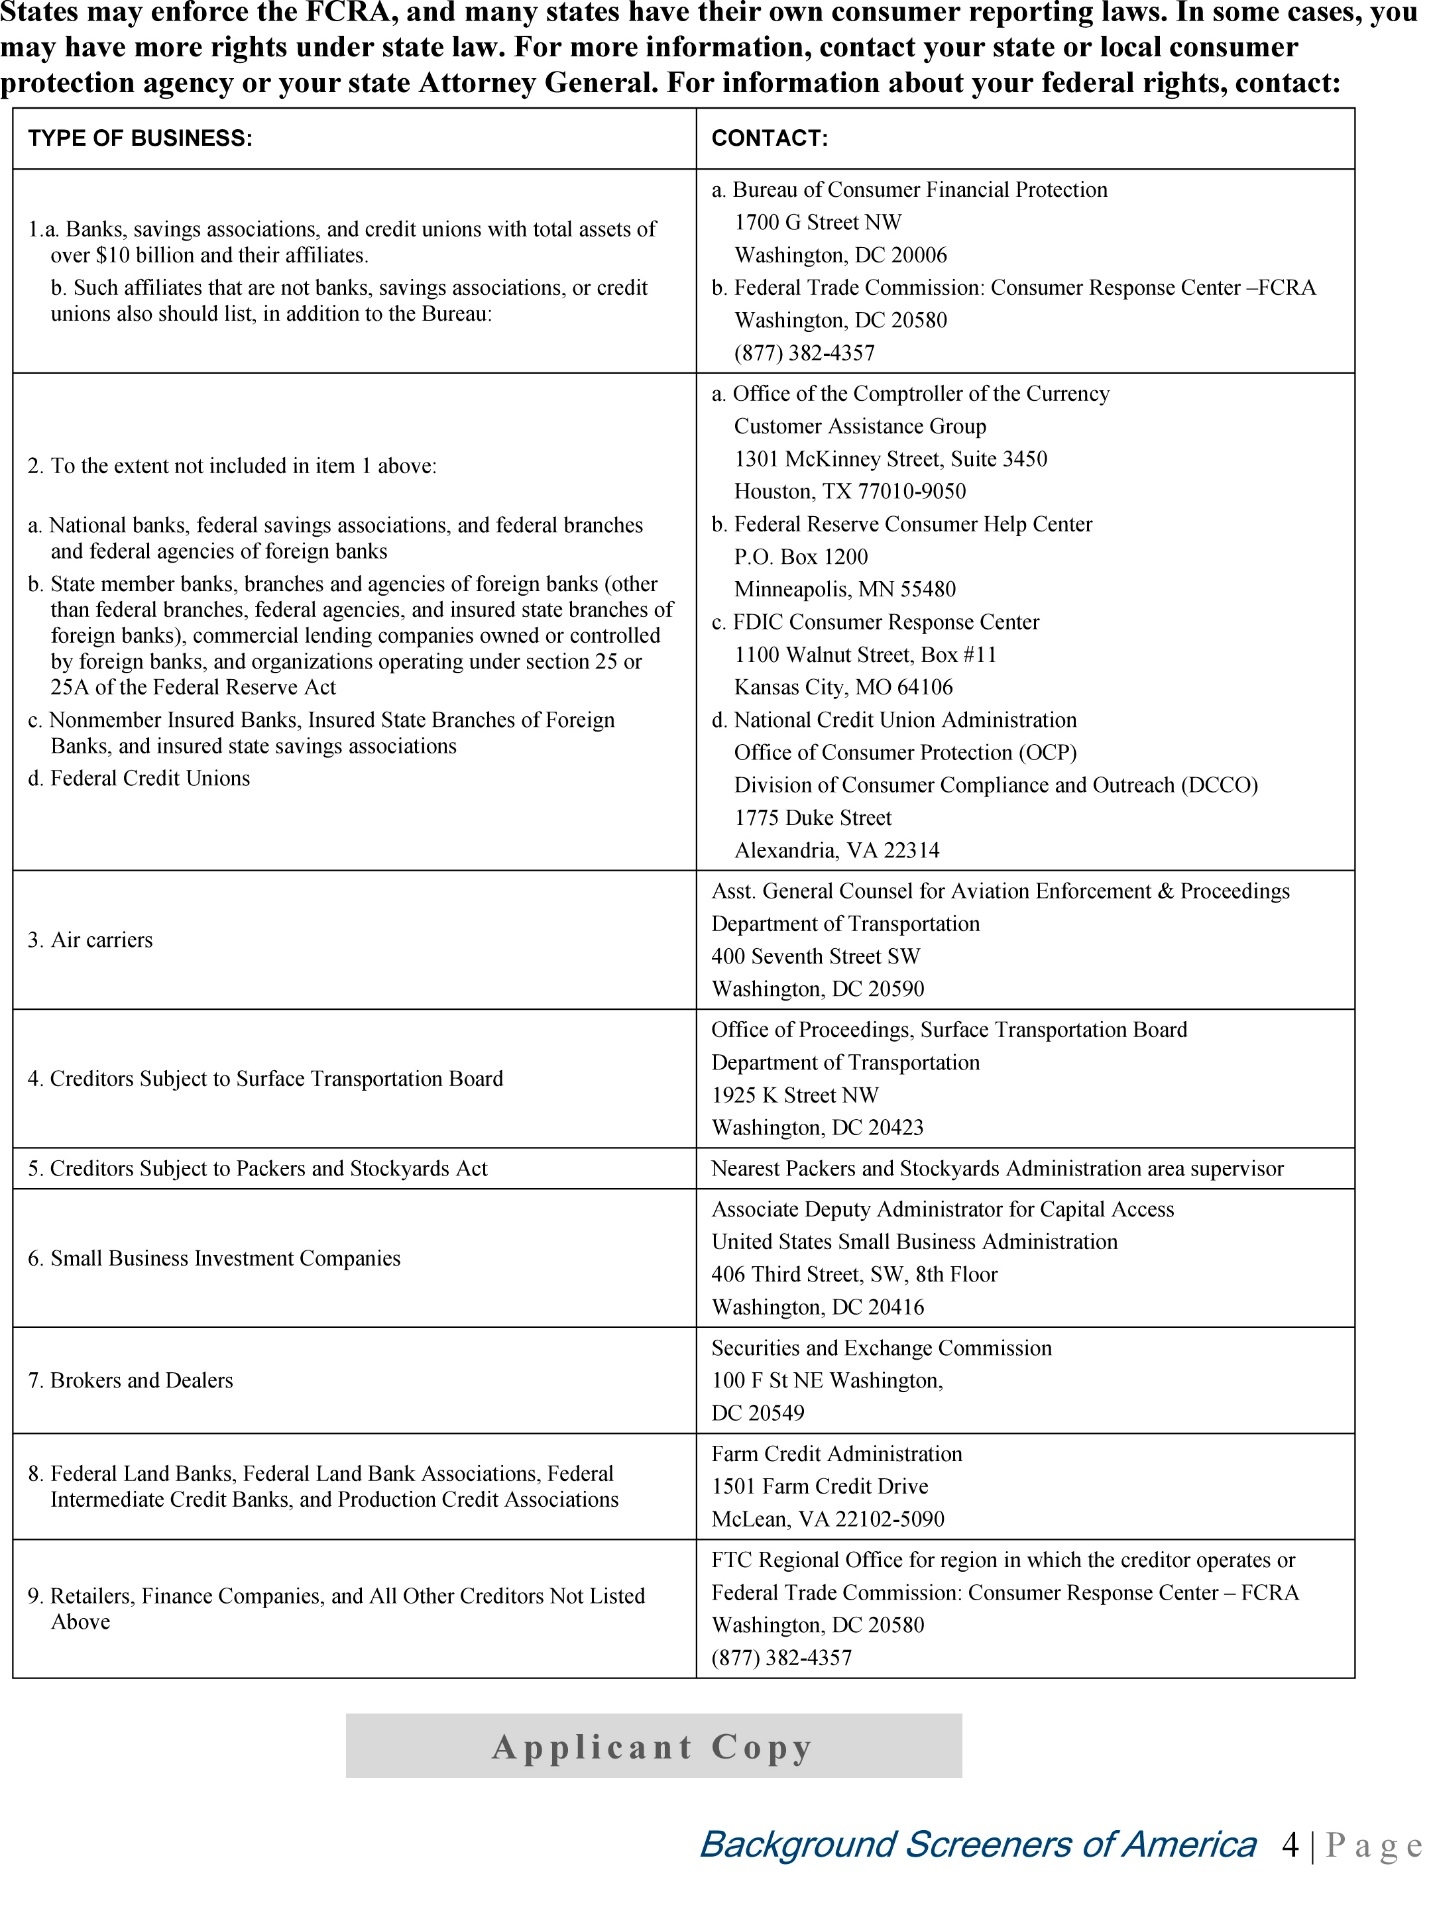 States may enforce the FCRA, and many states have their own consumer reporting laws. In some cases, you
may have more rights under state law. For more information, contact your state or local consumer
protection agency or your state Attorney General. For information about your federal rights, contact:
TYPE OF BUSINESS:
CONTACT:
1.a. Banks, savings associations, and credit unions with total assets of
over $10 billion and their affiliates.
b. Such affiliates that are not banks, savings associations, or credit
unions also should list, in addition to the Bureau:
a. Bureau of Consumer Financial Protection
1700 G Street NW
Washington, DC 20006
b. Federal Trade Commission: Consumer Response Center –FCRA
Washington, DC 20580
(877) 382-4357
2. To the extent not included in item 1 above:
a. National banks, federal savings associations, and federal branches
and federal agencies of foreign banks
b. State member banks, branches and agencies of foreign banks (other
than federal branches, federal agencies, and insured state branches of
foreign banks), commercial lending companies owned or controlled
by foreign banks, and organizations operating under section 25 or
25A of the Federal Reserve Act
c. Nonmember Insured Banks, Insured State Branches of Foreign
Banks, and insured state savings associations
d. Federal Credit Unions
a. Office of the Comptroller of the Currency
Customer Assistance Group
1301 McKinney Street, Suite 3450
Houston, TX 77010-9050
b. Federal Reserve Consumer Help Center
P.O. Box 1200
Minneapolis, MN 55480
c. FDIC Consumer Response Center
1100 Walnut Street, Box #11
Kansas City, MO 64106
d. National Credit Union Administration
Office of Consumer Protection (OCP)
Division of Consumer Compliance and Outreach (DCCO)
1775 Duke Street
Alexandria, VA 22314
3. Air carriers
Asst. General Counsel for Aviation Enforcement & Proceedings
Department of Transportation
400 Seventh Street SW
Washington, DC 20590
4. Creditors Subject to Surface Transportation Board
Office of Proceedings, Surface Transportation Board
Department of Transportation
1925 K Street NW
Washington, DC 20423
5. Creditors Subject to Packers and Stockyards Act
Nearest Packers and Stockyards Administration area supervisor
6. Small Business Investment Companies
Associate Deputy Administrator for Capital Access
United States Small Business Administration
406 Third Street, SW, 8th Floor
Washington, DC 20416
7. Brokers and Dealers
Securities and Exchange Commission
100 F St NE Washington,
DC 20549
8. Federal Land Banks, Federal Land Bank Associations, Federal
Intermediate Credit Banks, and Production Credit Associations
Farm Credit Administration
1501 Farm Credit Drive
McLean, VA 22102-5090
9. Retailers, Finance Companies, and All Other Creditors Not Listed
Above
FTC Regional Office for region in which the creditor operates or
Federal Trade Commission: Consumer Response Center – FCRA
Washington, DC 20580
(877) 382-4357
Applicant Copy
Background Screeners of America 4 | Page